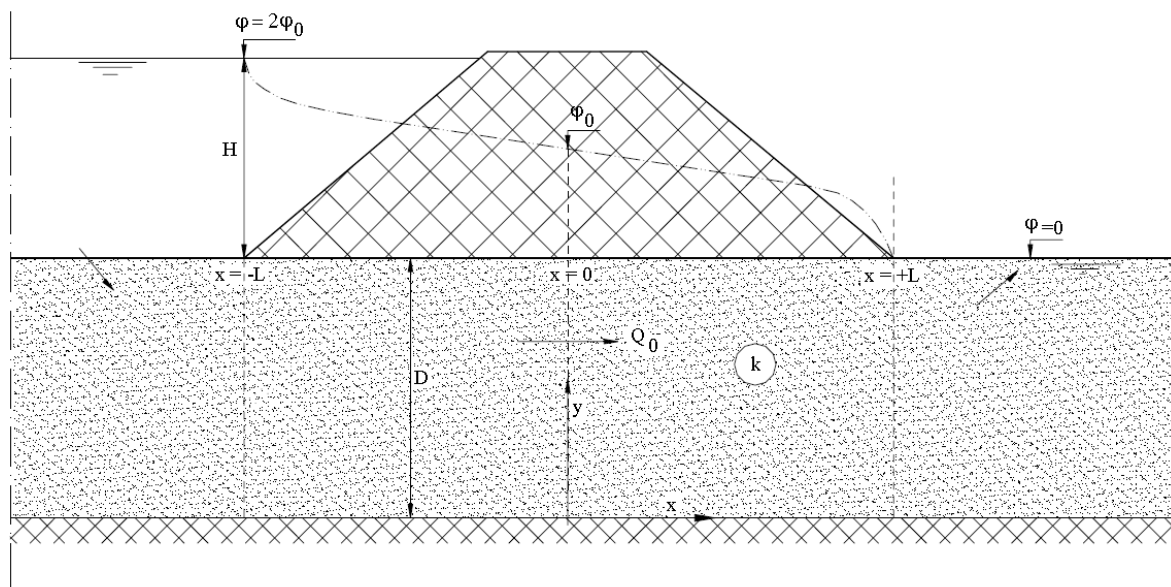 φ = 2φ₀
φ₀
H
φ = 0
x = -L
x = 0
x = +L
Q₀
k
D
y
x